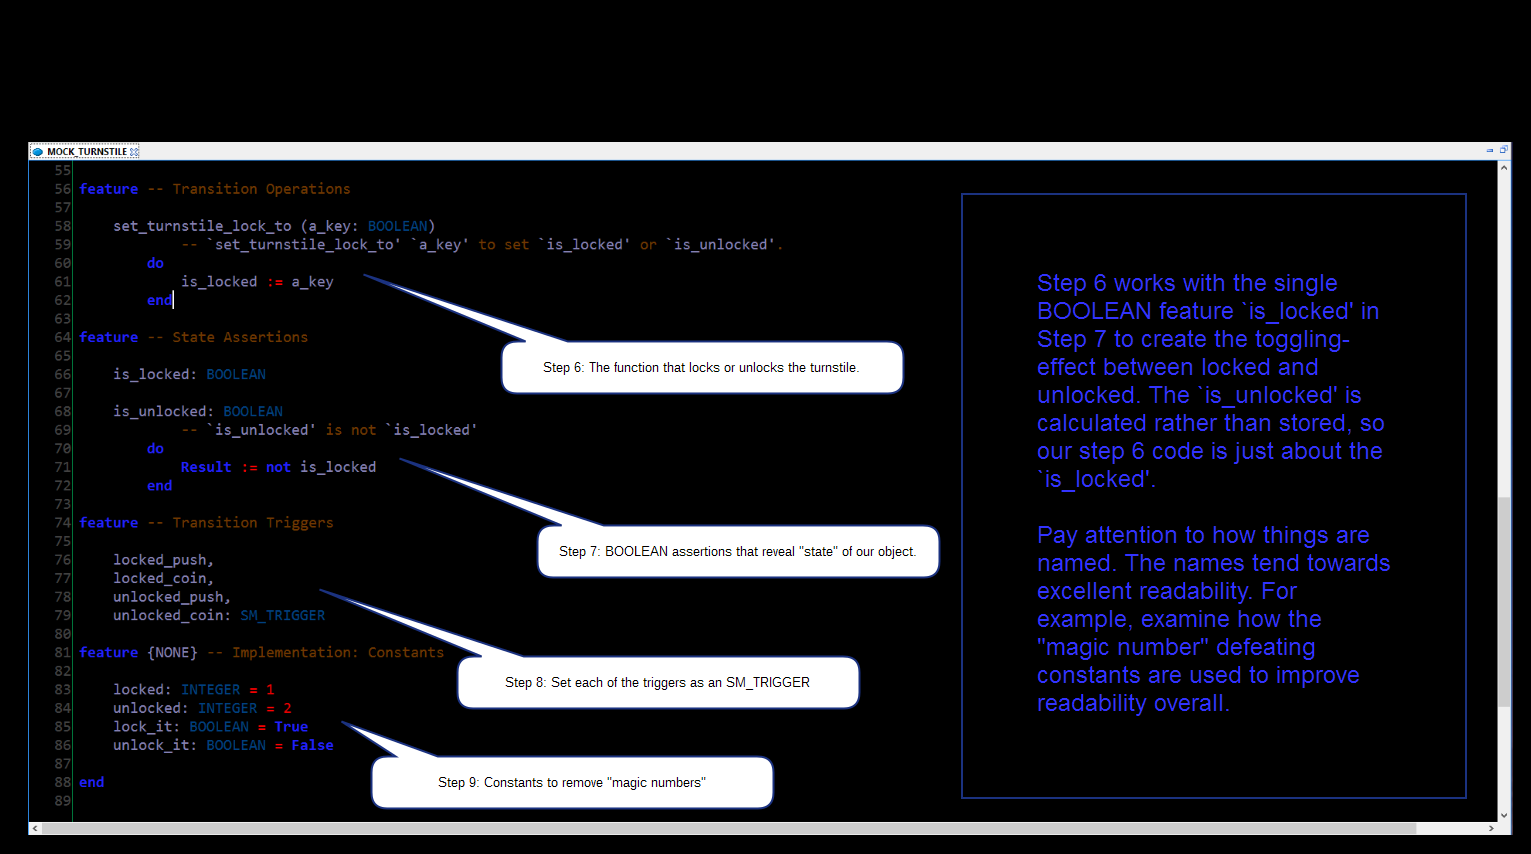 MOCK_TURNSTILE
55
56 feature -- Transition Operations
57
58 set_turnstile_lock_to (a_key: BOOLEAN)
59 -- `set_turnstile_lock_to' `a_key' to set `is_locked' or `is_unlocked'.
60 do
61 is_locked := a_key
62 end
63
64 feature -- State Assertions
65
66 is_locked: BOOLEAN
67
68 is_unlocked: BOOLEAN
69 -- `is_unlocked' is not `is_locked'
70 do
71 Result := not is_locked
72 end
73
74 feature -- Transition Triggers
75
76 locked_push,
77 locked_coin,
78 unlocked_push,
79 unlocked_coin: SM_TRIGGER
80
81 feature {NONE} -- Implementation: Constants
82
83 locked: INTEGER = 1
84 unlocked: INTEGER = 2
85 lock_it: BOOLEAN = True
86 unlock_it: BOOLEAN = False
87
88 end
89
Step 6: The function that locks or unlocks the turnstile.
Step 7: BOOLEAN assertions that reveal "state" of our object.
Step 8: Set each of the triggers as an SM_TRIGGER
Step 9: Constants to remove "magic numbers"
Step 6 works with the single
BOOLEAN feature `is_locked' in
Step 7 to create the toggling-
effect between locked and
unlocked. The `is_unlocked' is
calculated rather than stored, so
our step 6 code is just about the
`is_locked'.
Pay attention to how things are
named. The names tend towards
excellent readability. For
example, examine how the
"magic number" defeating
constants are used to improve
readability overall.